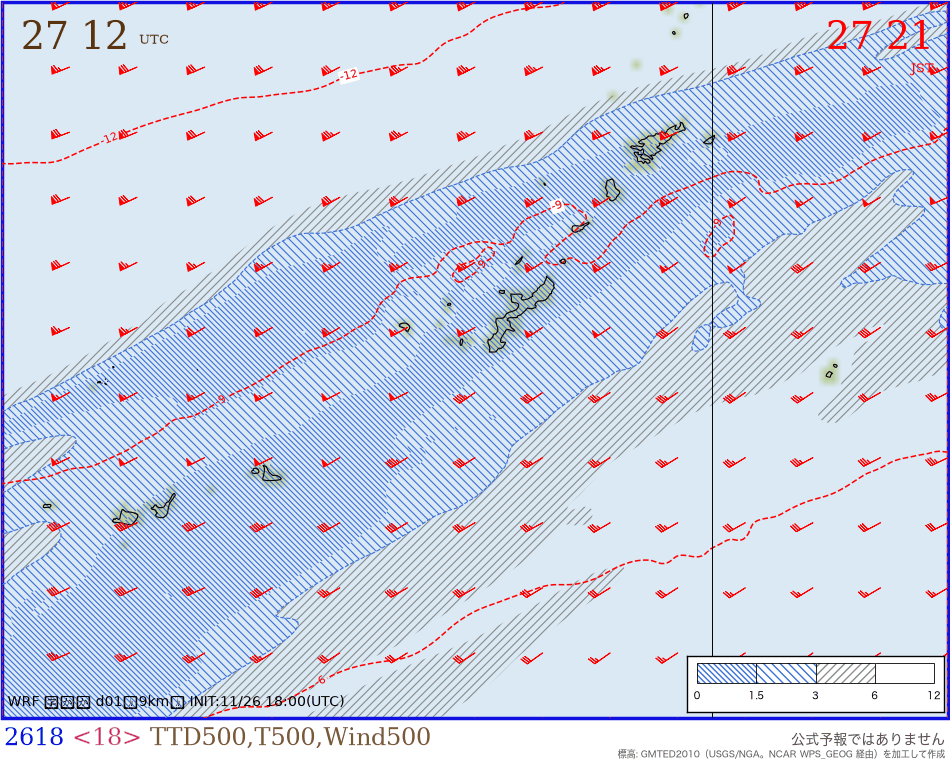 27 12 UTC
27 21
JST
-12
-12
-9
-9
-9
-9
-6
WRF d01 9km INIT:11/26 18:00(UTC)
0 1.5 3 6 12
2618 <18> TTD500,T500,Wind500
公式予報ではありません
標高: GMTED2010（USGS/NGA。NCAR WPS_GEOG 経由）を加工して作成